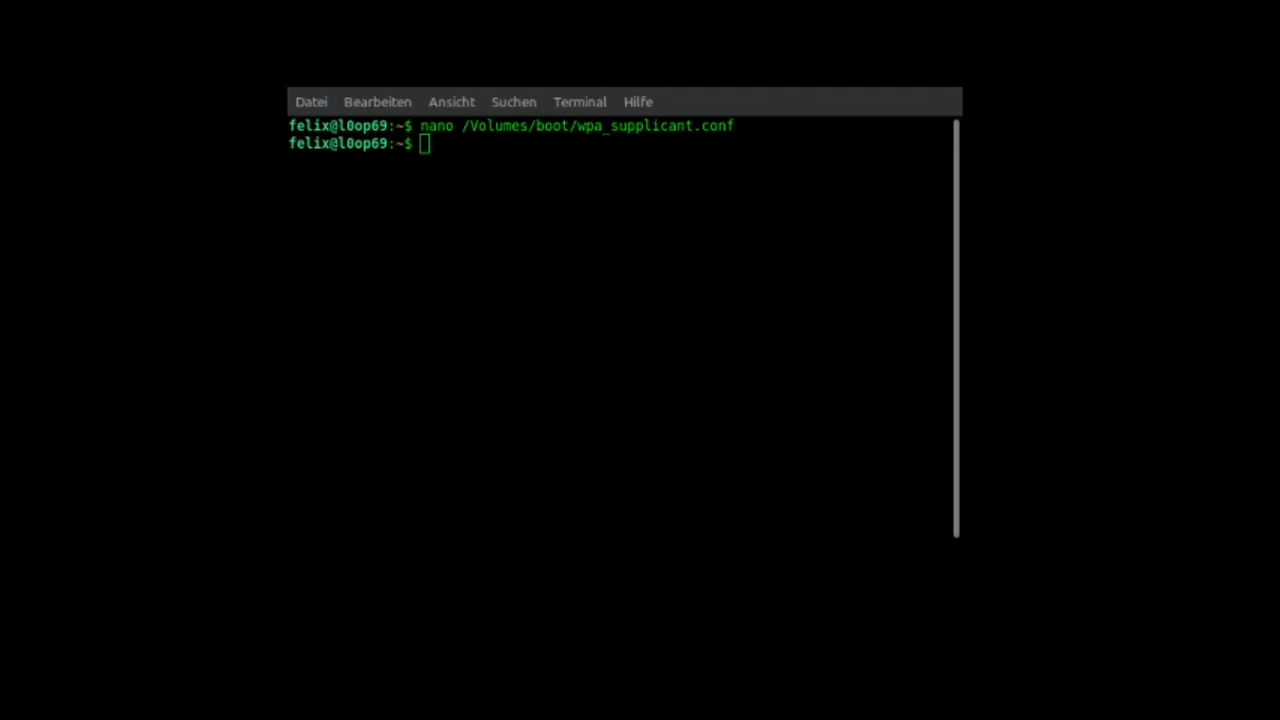 Datei Bearbeiten Ansicht Suchen Terminal Hilfe
felix@l0op69:~$ nano /Volumes/boot/wpa_supplicant.conf
felix@l0op69:~$